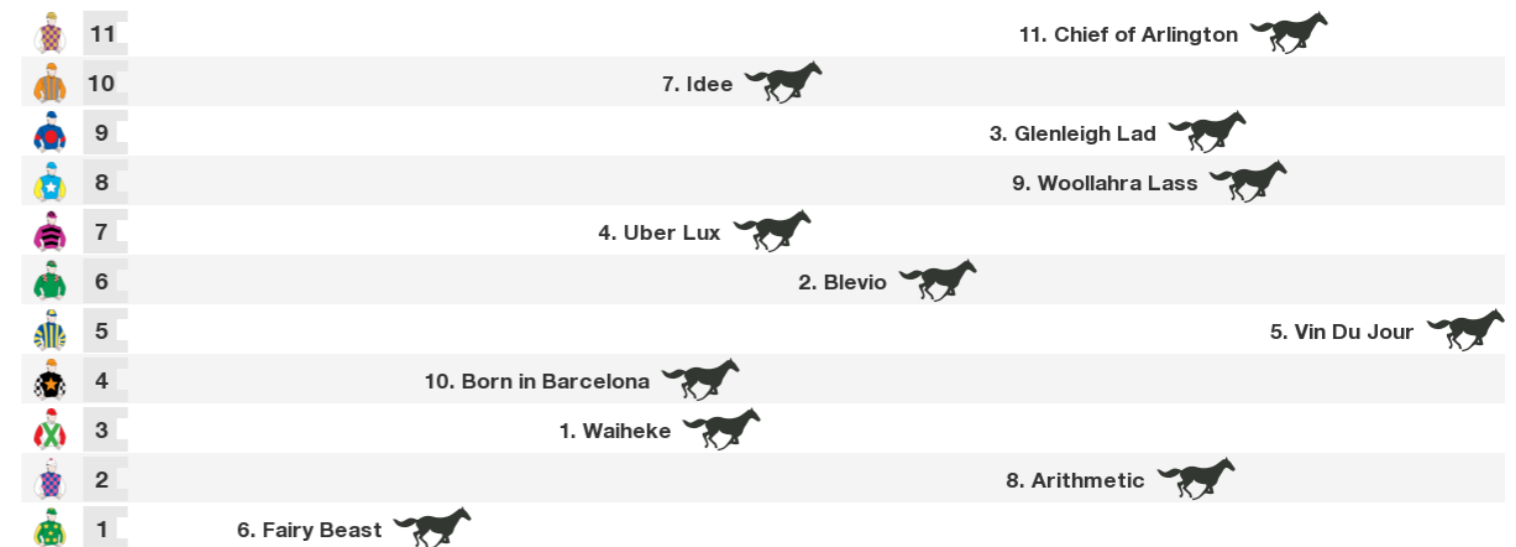 11 11. Chief of Arlington
10 7. Idee
9 3. Glenleigh Lad
8 9. Woollahra Lass
7 4. Uber Lux
6 2. Blevio
5 5. Vin Du Jour
4 10. Born in Barcelona
3 1. Waiheke
2 8. Arithmetic
1 6. Fairy Beast